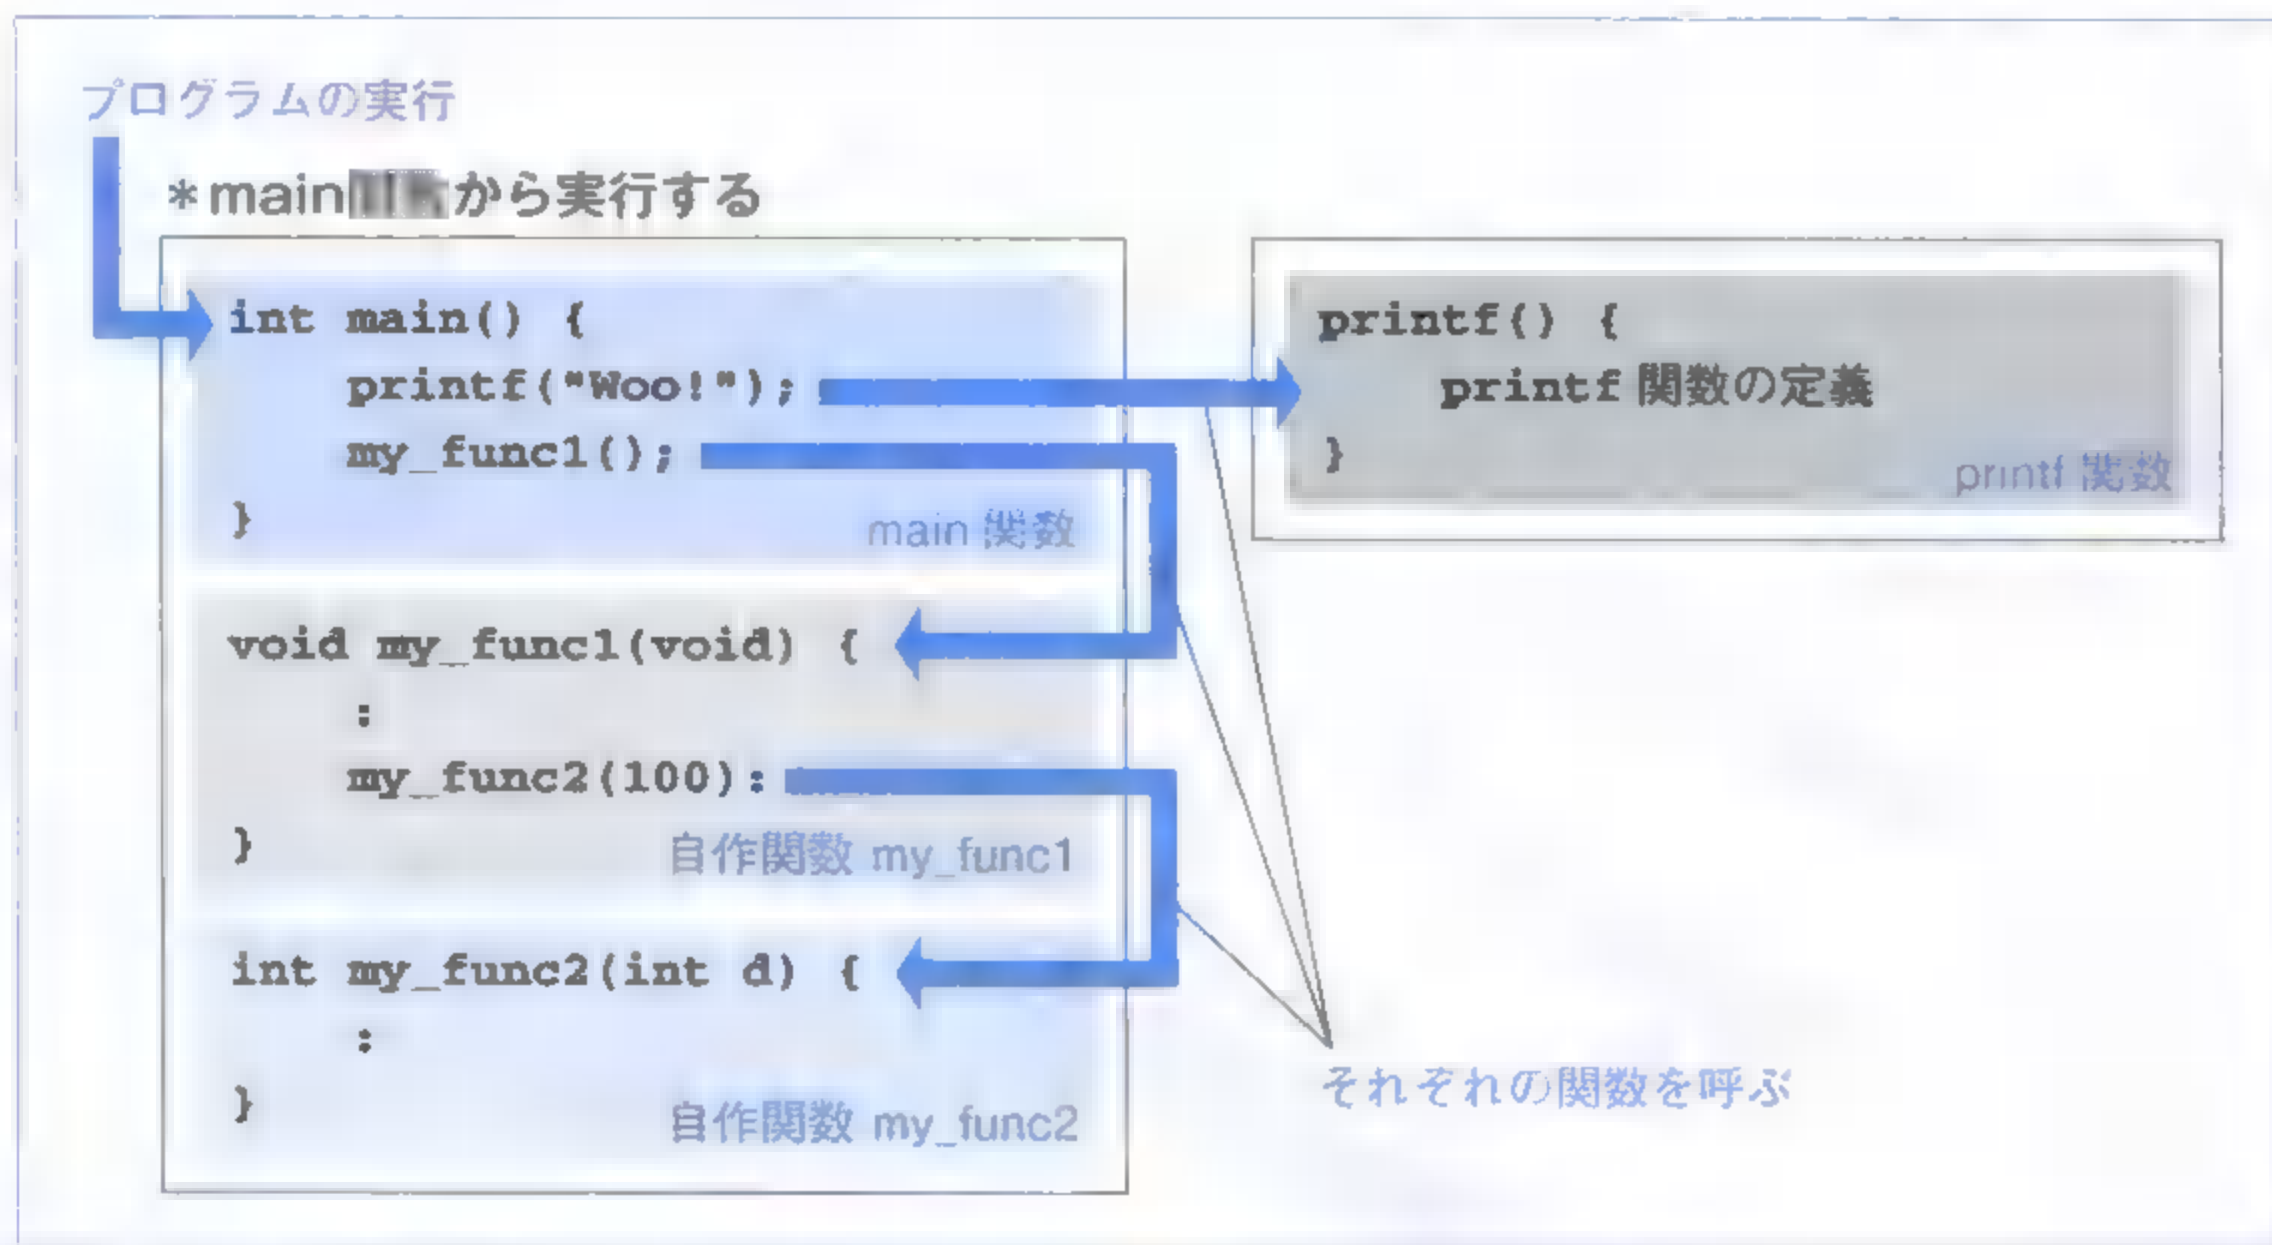 プログラムの実行
*main から実行する
int main() {
printf("Woo!");
my_func1();
}
main 関数
void my_func1(void) {
:
my_func2(100):
}
自作関数 my_func1
int my_func2(int d) {
:
}
自作関数 my_func2
printf() {
printf 関数の定義
}
printf 関数
それぞれの関数を呼ぶ